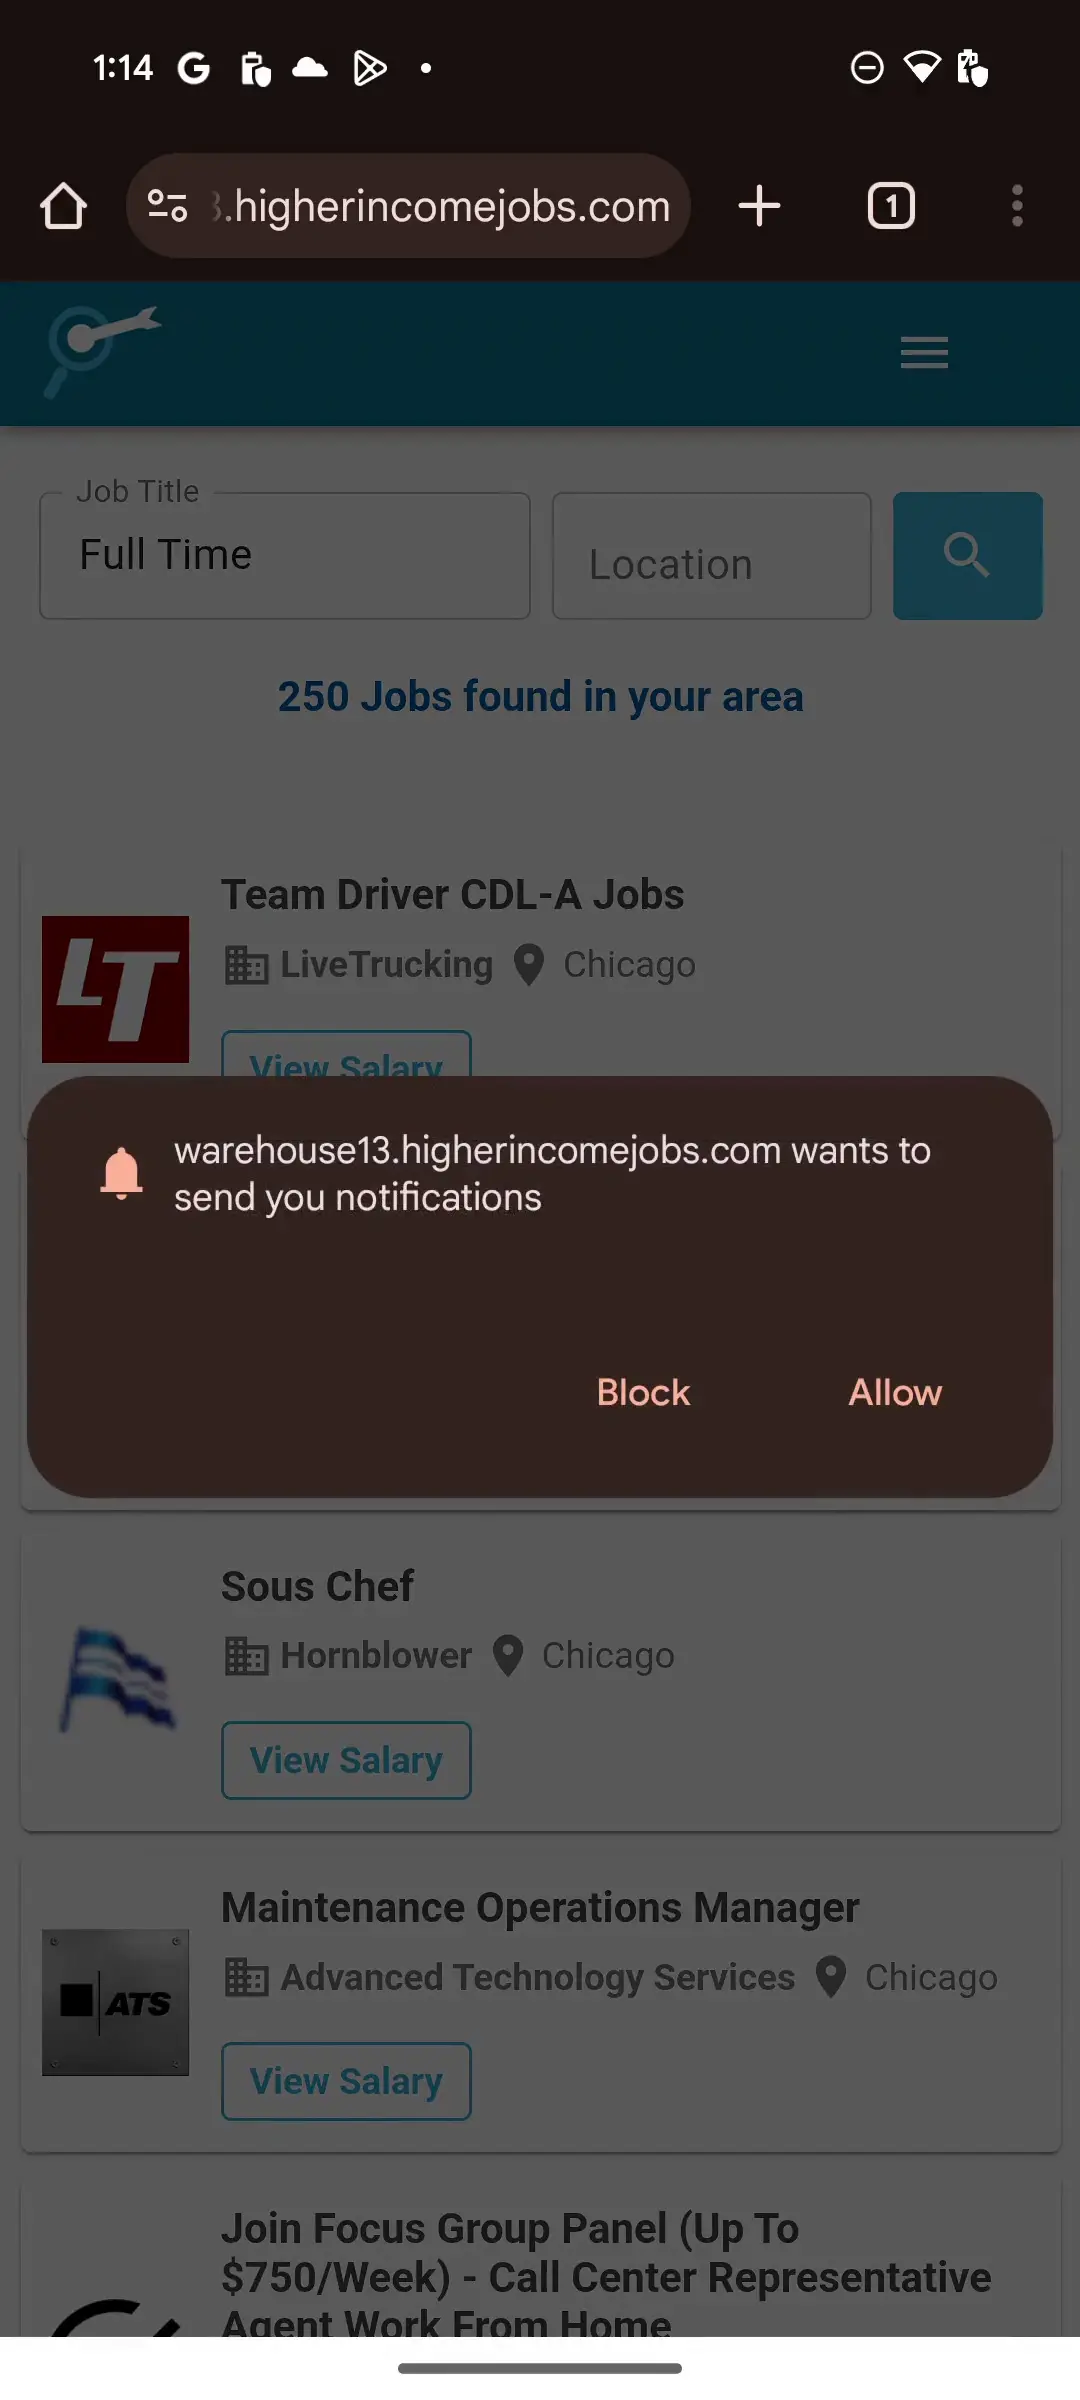 1:14
.higherincomejobs.com
1
Job Title
Full Time
Location
250 Jobs found in your area
Team Driver CDL-A Jobs
LT
LiveTrucking Chicago
View Salary
warehouse13.higherincomejobs.com wants to
send you notifications
Block Allow
Sous Chef
Hornblower Chicago
View Salary
Maintenance Operations Manager
ATS
Advanced Technology Services Chicago
View Salary
Join Focus Group Panel (Up To
$750/Week) - Call Center Representative
Agent Work From Home